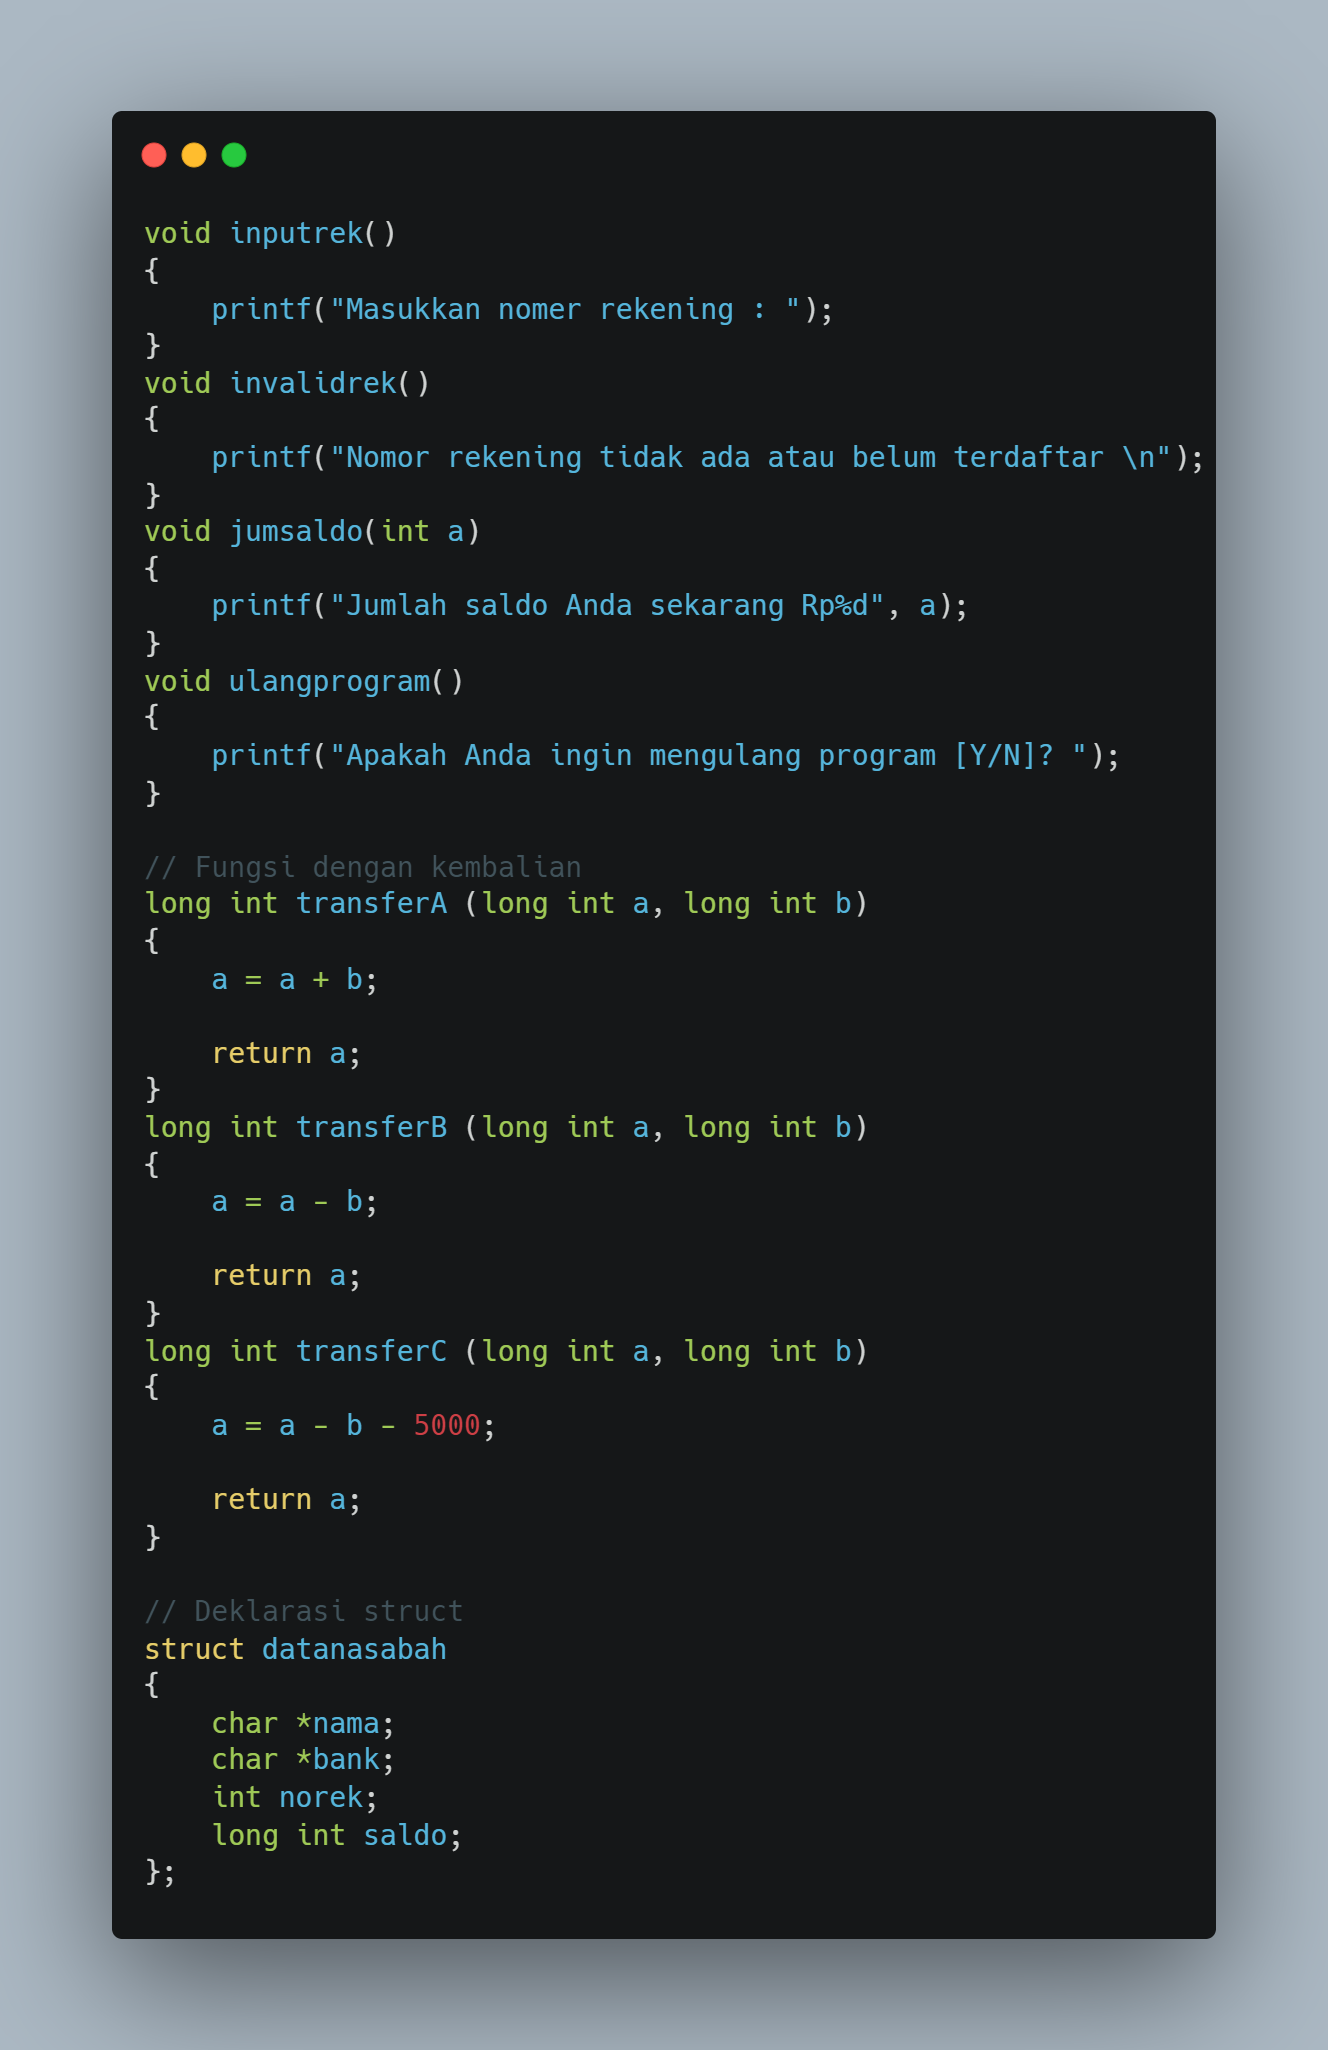 void inputrek()
{
    printf("Masukkan nomer rekening : ");
}
void invalidrek()
{
    printf("Nomor rekening tidak ada atau belum terdaftar \n");
}
void jumsaldo(int a)
{
    printf("Jumlah saldo Anda sekarang Rp%d", a);
}
void ulangprogram()
{
    printf("Apakah Anda ingin mengulang program [Y/N]? ");
}

// Fungsi dengan kembalian
long int transferA (long int a, long int b)
{
    a = a + b;

    return a;
}
long int transferB (long int a, long int b)
{
    a = a - b;

    return a;
}
long int transferC (long int a, long int b)
{
    a = a - b - 5000;

    return a;
}

// Deklarasi struct
struct datanasabah
{
    char *nama;
    char *bank;
    int norek;
    long int saldo;
};